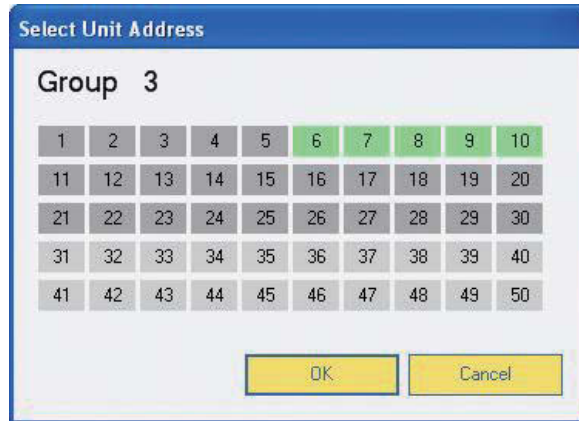 Select Unit Address
Group 3
1 2 3 4 5 6 7 8 9 10
11 12 13 14 15 16 17 18 19 20
21 22 23 24 25 26 27 28 29 30
31 32 33 34 35 36 37 38 39 40
41 42 43 44 45 46 47 48 49 50
OK Cancel